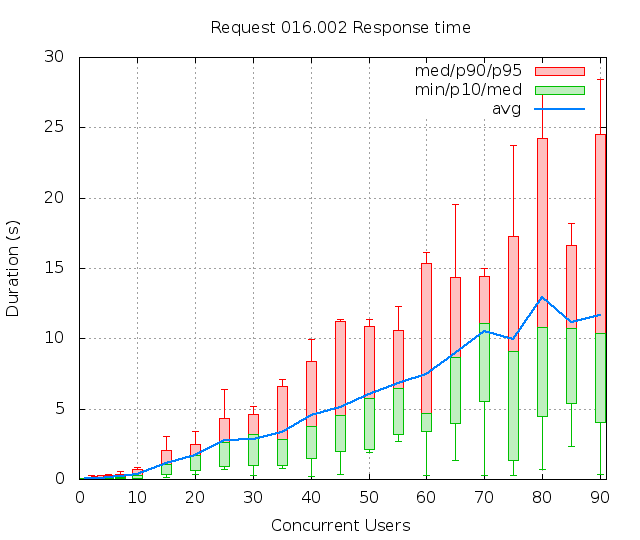 Request 016.002 Response time
med/p90/p95
min/p10/med
avg
Duration (s)
30
25
20
15
10
5
0
0 10 20 30 40 50 60 70 80 90
Concurrent Users